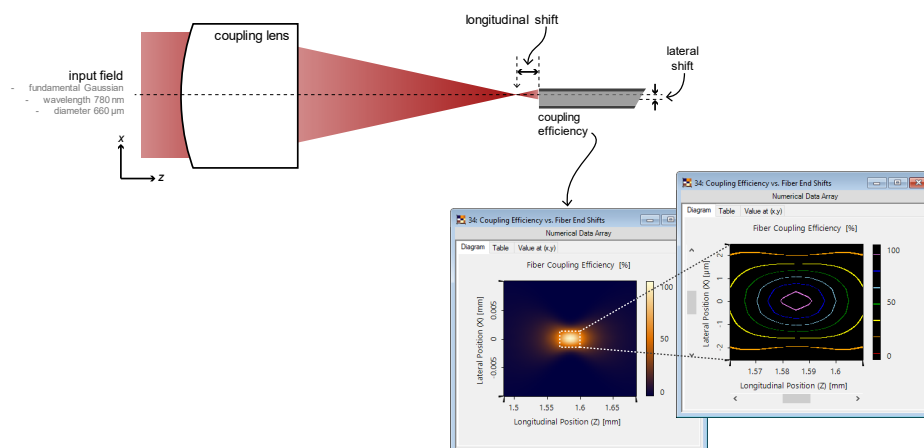 longitudinal shift
coupling lens
lateral
shift
input field
- fundamental Gaussian
- wavelength 780 nm
- diameter 660 µm
coupling
efficiency
x
z
34: Coupling Efficiency vs. Fiber End Shifts
Numerical Data Array
Diagram Table Value at (x,y)
Fiber Coupling Efficiency [%]
Lateral Position (X) [mm]
0.005
0
-0.005
1.5 1.55 1.6 1.65
Longitudinal Position (Z) [mm]
100
50
0
34: Coupling Efficiency vs. Fiber End Shifts
Numerical Data Array
Diagram Table Value at (x,y)
Fiber Coupling Efficiency [%]
Lateral Position (X) [µm]
2
1
0
-1
-2
1.57 1.58 1.59 1.6
Longitudinal Position (Z) [mm]
100
50
0